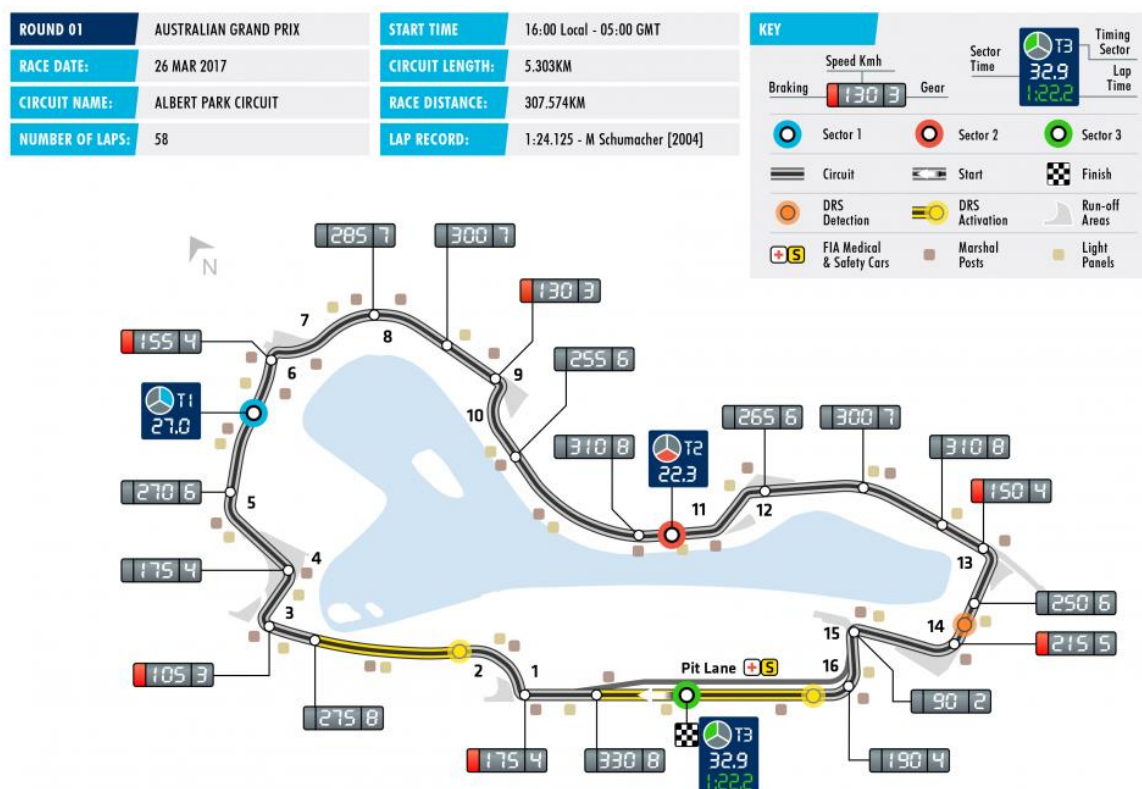 ROUND 01 AUSTRALIAN GRAND PRIX
RACE DATE: 26 MAR 2017
CIRCUIT NAME: ALBERT PARK CIRCUIT
NUMBER OF LAPS: 58
START TIME 16:00 Local - 05:00 GMT
CIRCUIT LENGTH: 5.303KM
RACE DISTANCE: 307.574KM
LAP RECORD: 1:24.125 - M Schumacher [2004]
KEY
Speed Kmh
Braking 130 3 Gear
Sector Time
T3
32.9
1:22.2
Timing Sector
Lap Time
Sector 1 Sector 2 Sector 3
Circuit Start Finish
DRS Detection
DRS Activation
Run-off Areas
+ S FIA Medical & Safety Cars
Marshal Posts
Light Panels
N
285 7
300 7
130 3
7
8
155 4
6
9
255 6
T1
27.0
10
310 8
T2
22.3
265 6
300 7
310 8
150 4
270 6
5
11
12
4
13
175 4
250 6
3
15
14
215 5
2
1
Pit Lane + S
16
105 3
90 2
275 8
175 4
330 8
T3
32.9
1:22.2
190 4